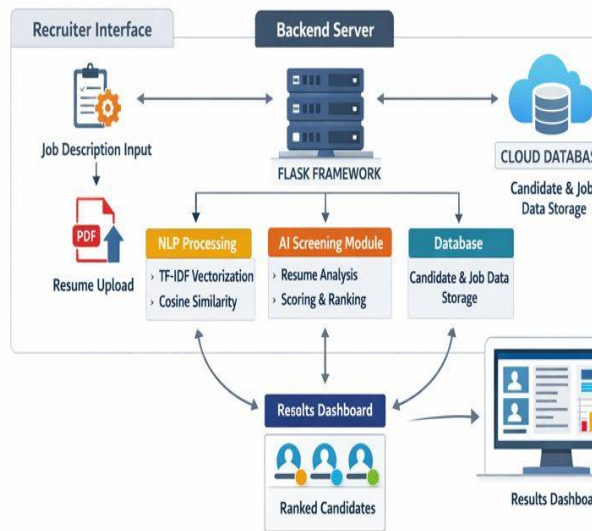 Recruiter Interface
Backend Server
Job Description Input
FLASK FRAMEWORK
CLOUD DATABAS
Candidate & Job
Data Storage
PDF
Resume Upload
NLP Processing
› TF-IDF Vectorization
› Cosine Similarity
AI Screening Module
› Resume Analysis
› Scoring & Ranking
Database
Candidate & Job Data
Storage
Resolts Dashboard
Ranked Candidates
Results Dashboa